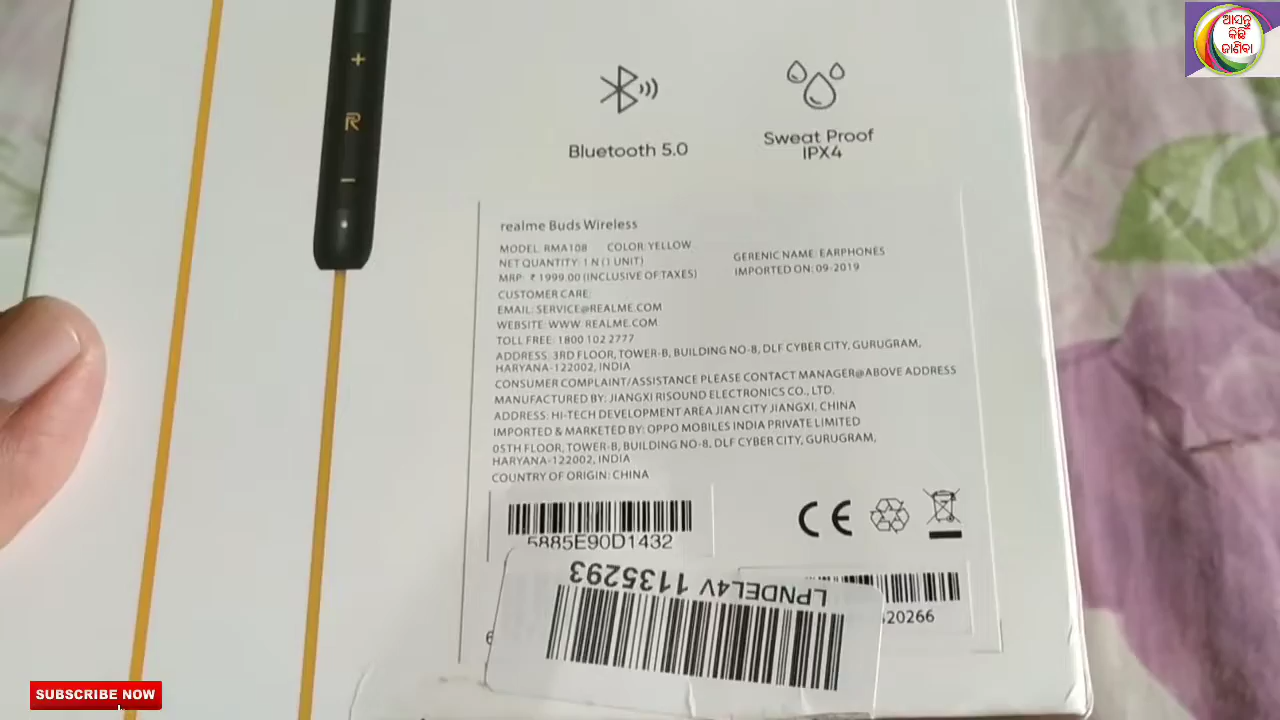 ଆସନ୍ତୁ
କିଛି
ଜାଣିବା
+
R
−
Bluetooth 5.0
Sweat Proof
IPX4
realme Buds Wireless
MODEL: RMA108 COLOR: YELLOW
NET QUANTITY: 1 N (1 UNIT)
MRP: ₹ 1999.00 (INCLUSIVE OF TAXES)
GERENIC NAME: EARPHONES
IMPORTED ON: 09-2019
CUSTOMER CARE:
EMAIL: SERVICE@REALME.COM
WEBSITE: WWW. REALME.COM
TOLL FREE: 1800 102 2777
ADDRESS: 3RD FLOOR, TOWER-B, BUILDING NO-8, DLF CYBER CITY, GURUGRAM,
HARYANA-122002, INDIA
CONSUMER COMPLAINT/ASSISTANCE PLEASE CONTACT MANAGER@ABOVE ADDRESS
MANUFACTURED BY: JIANGXI RISOUND ELECTRONICS CO., LTD.
ADDRESS: HI-TECH DEVELOPMENT AREA JIAN CITY JIANGXI, CHINA
IMPORTED & MARKETED BY: OPPO MOBILES INDIA PRIVATE LIMITED
05TH FLOOR, TOWER-B, BUILDING NO-8, DLF CYBER CITY, GURUGRAM,
HARYANA-122002, INDIA
COUNTRY OF ORIGIN: CHINA
CE
5885E90D1432
LPNDEL4V 1135293
20266
SUBSCRIBE NOW